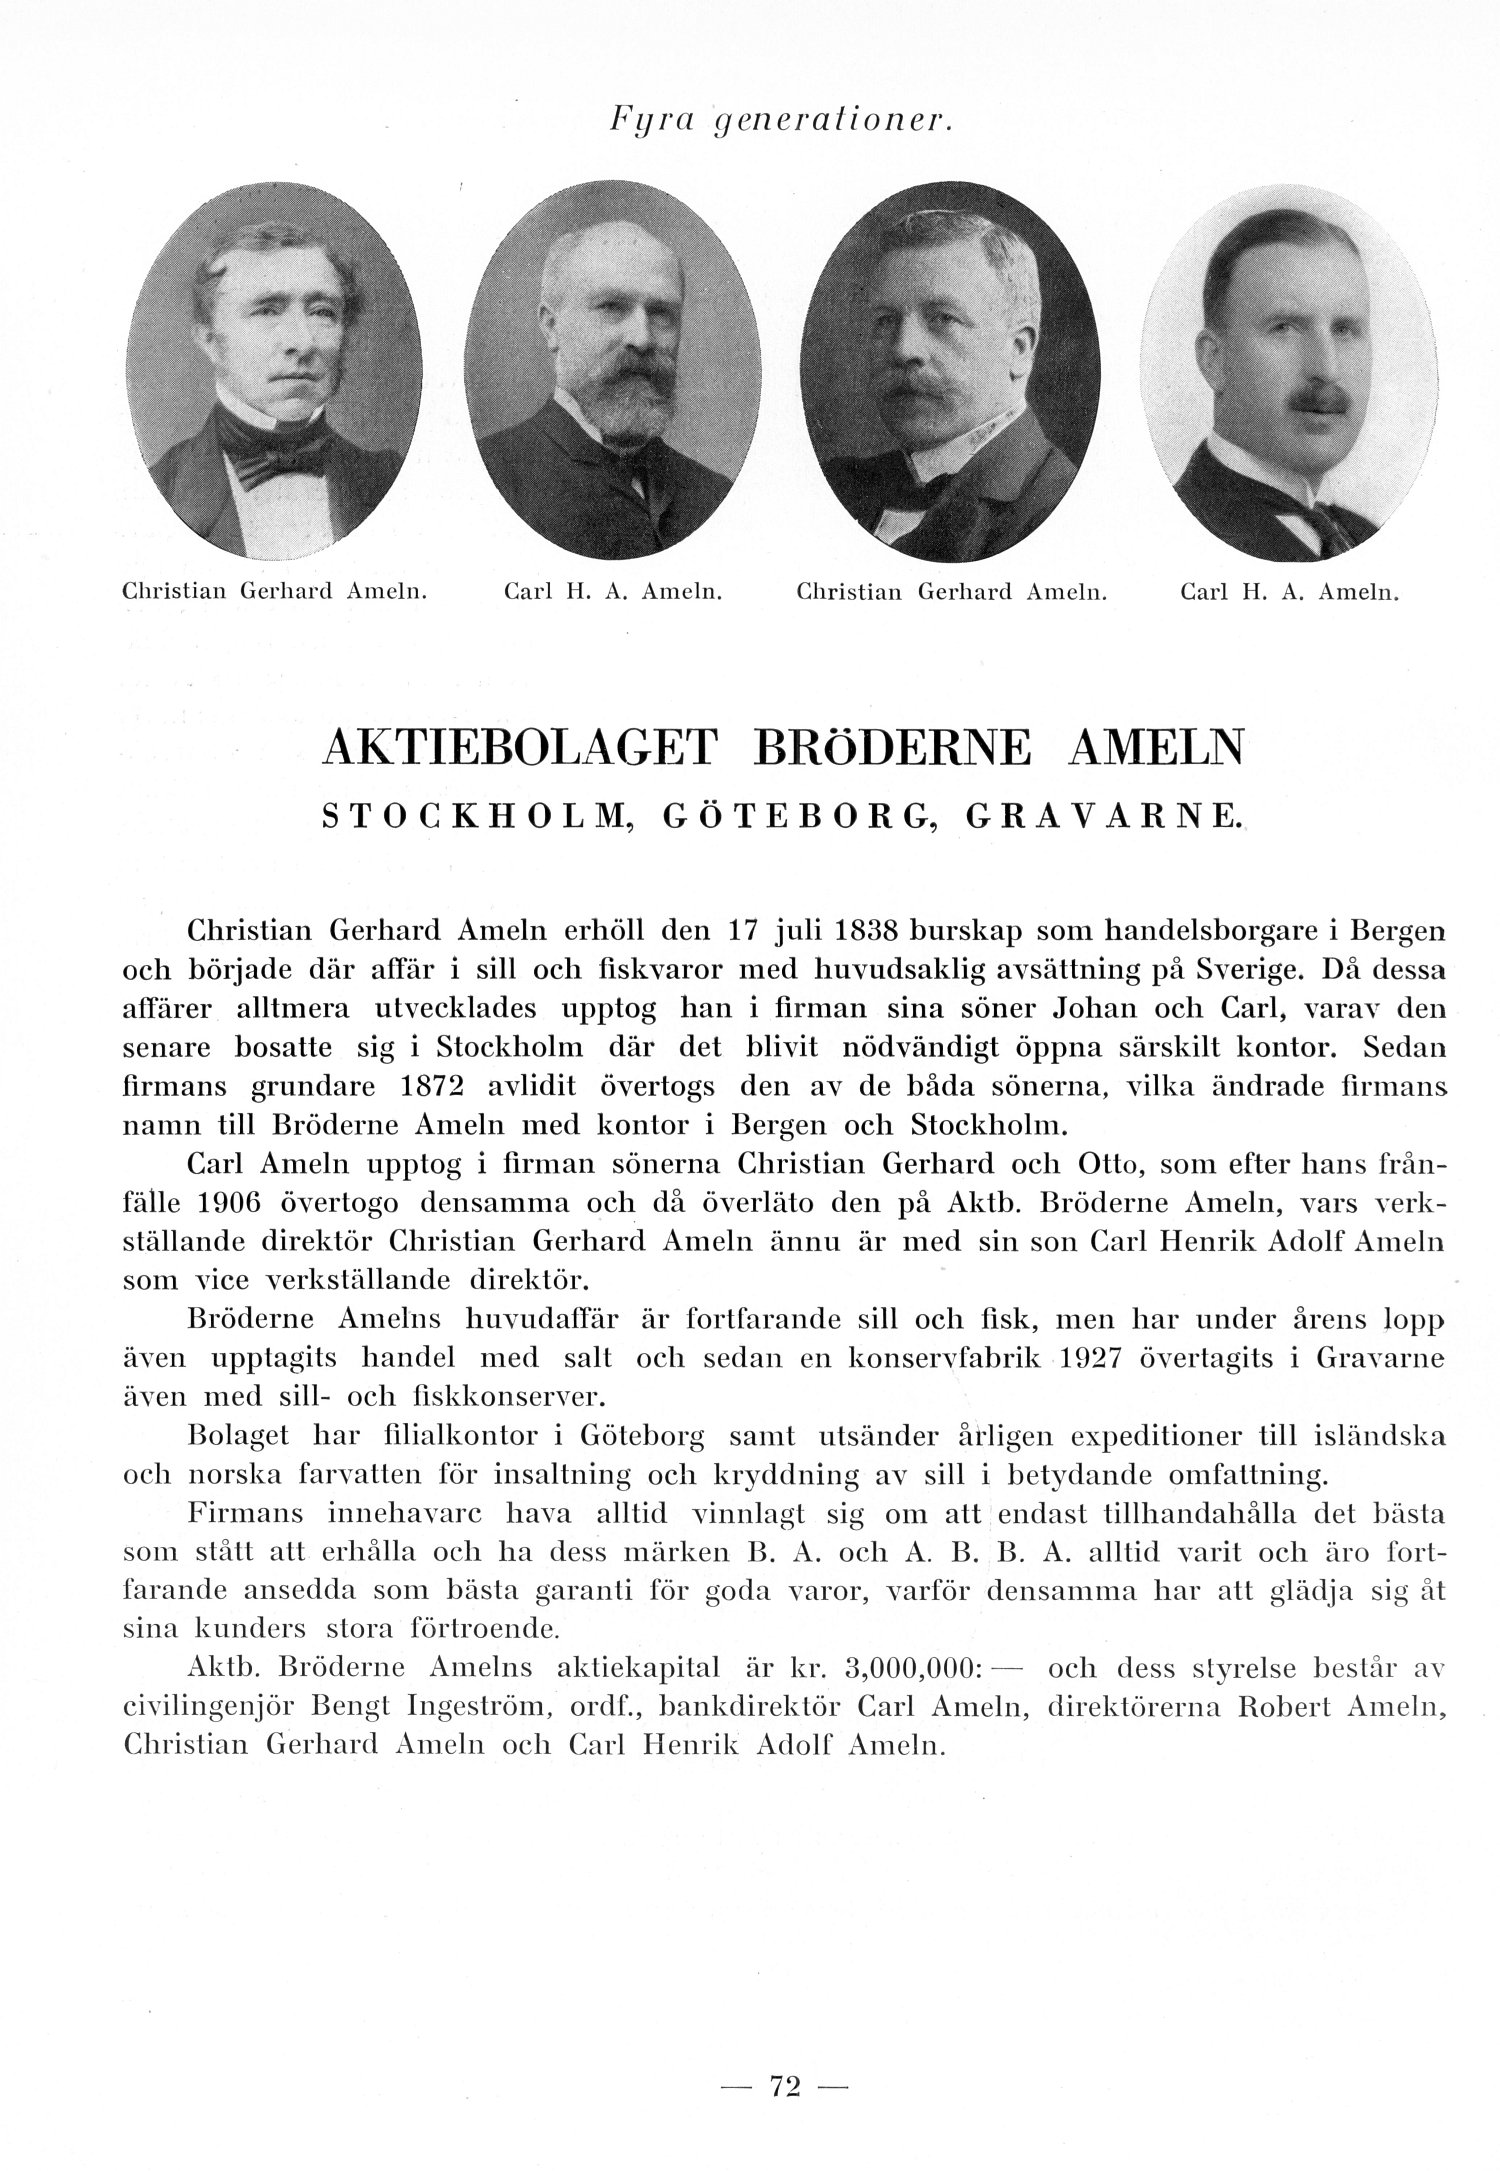 Fyra generationer.
Christian Gerhard Ameln. Carl H. A. Ameln. Christian Gerhard Ameln. Carl H. A. Ameln.
AKTIEBOLAGET BRÖDERNE AMELN
STOCKHOLM, GÖTEBORG, GRAVARNE.
Christian Gerhard Ameln erhöll den 17 juli 1838 burskap som handelsborgare i Bergen
och började där affär i sill och fiskvaror med huvudsaklig avsättning på Sverige. Då dessa
affärer alltmera utvecklades upptog han i firman sina söner Johan och Carl, varav den
senare bosatte sig i Stockholm där det blivit nödvändigt öppna särskilt kontor. Sedan
firmans grundare 1872 avlidit övertogs den av de båda sönerna, vilka ändrade firmans
namn till Bröderne Ameln med kontor i Bergen och Stockholm.
Carl Ameln upptog i firman sönerna Christian Gerhard och Otto, som efter hans från-
fälle 1906 övertogo densamma och då överläto den på Aktb. Bröderne Ameln, vars verk-
ställande direktör Christian Gerhard Ameln ännu är med sin son Carl Henrik Adolf Ameln
som vice verkställande direktör.
Bröderne Amelns huvudaffär är fortfarande sill och fisk, men har under årens lopp
även upptagits handel med salt och sedan en konservfabrik 1927 övertagits i Gravarne
även med sill- och fiskkonserver.
Bolaget har filialkontor i Göteborg samt utsänder årligen expeditioner till isländska
och norska farvatten för insaltning och kryddning av sill i betydande omfattning.
Firmans innehavare hava alltid vinnlagt sig om att endast tillhandahålla det bästa
som stått att erhålla och ha dess märken B. A. och A. B. B. A. alltid varit och äro fort-
farande ansedda som bästa garanti för goda varor, varför densamma har att glädja sig åt
sina kunders stora förtroende.
Aktb. Bröderne Amelns aktiekapital är kr. 3,000,000: — och dess styrelse består av
civilingenjör Bengt Ingeström, ordf., bankdirektör Carl Ameln, direktörerna Robert Ameln,
Christian Gerhard Ameln och Carl Henrik Adolf Ameln.
— 72 —